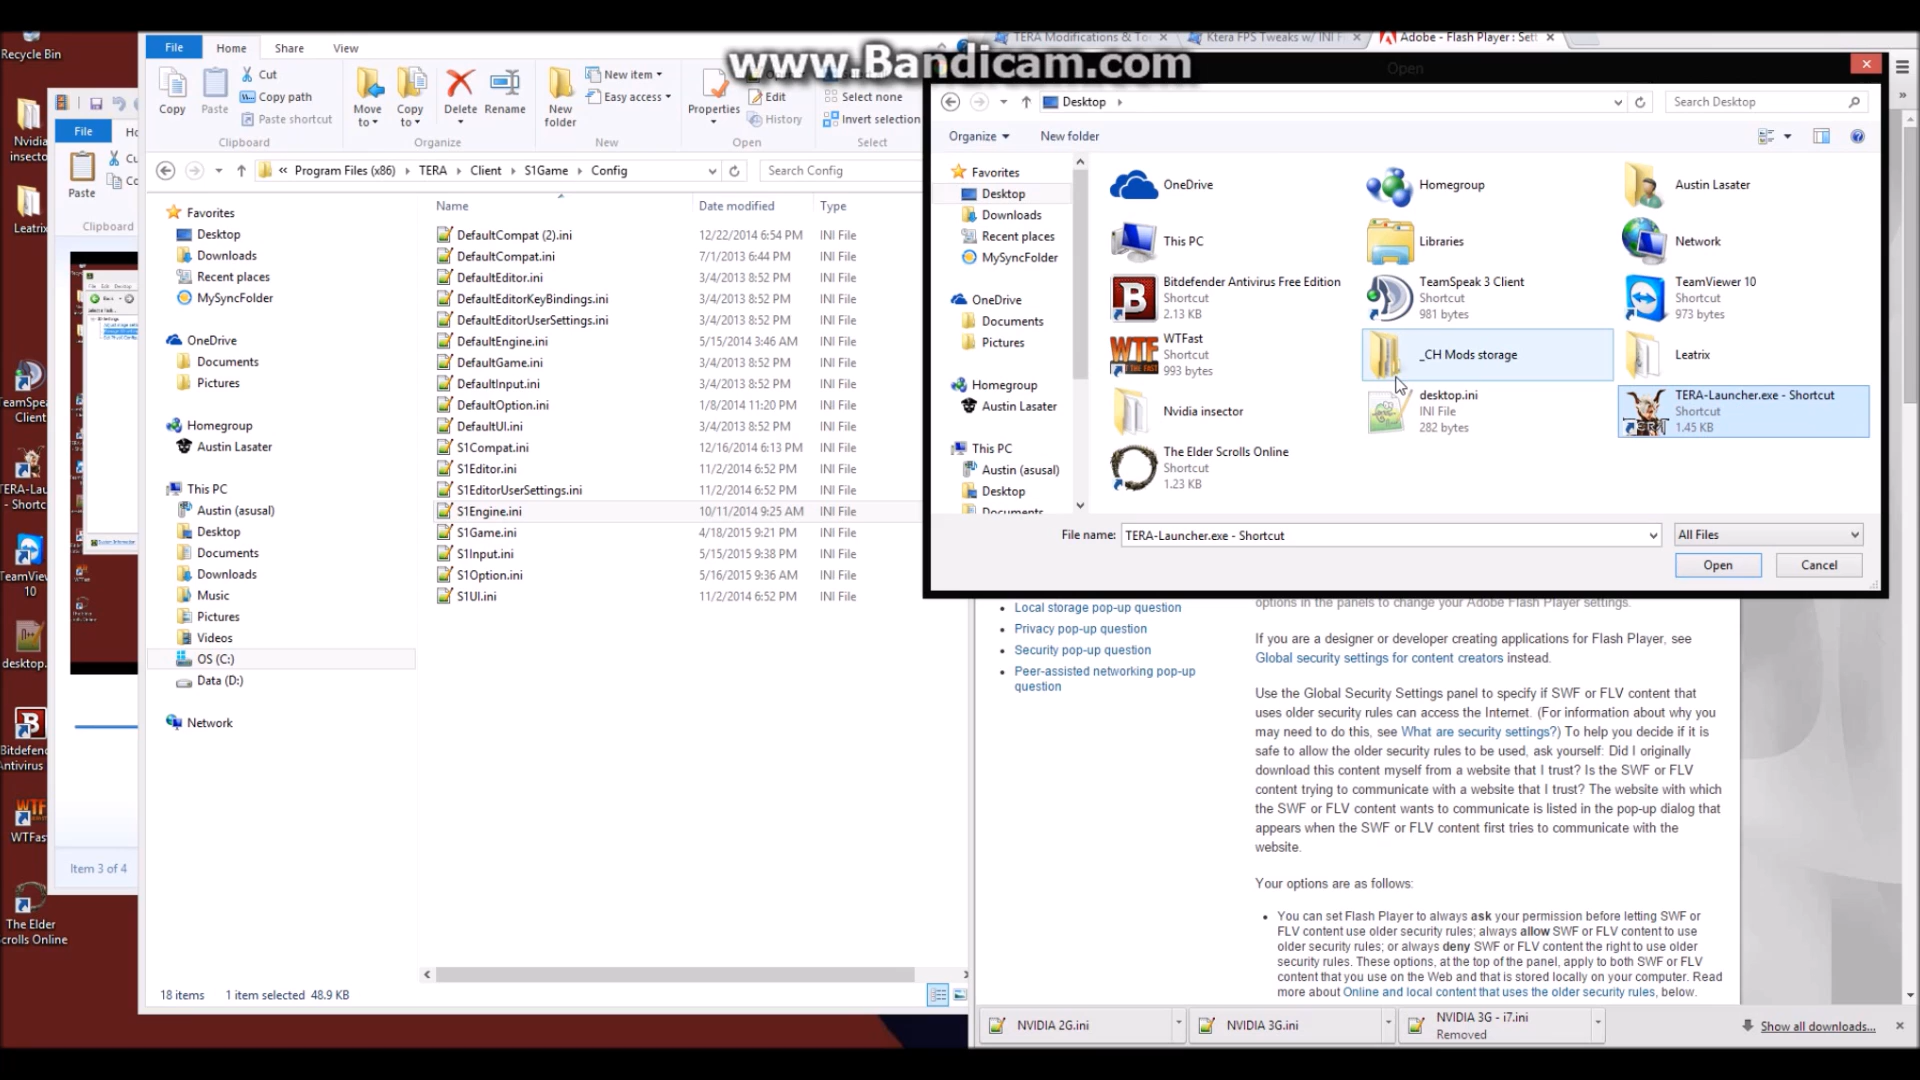 www.Bandicam.com
Recycle Bin
Nvidia
insector
Leatrix
TeamSpe
Client
TERA-Lau
- Shortc
TeamView
10
desktop.
Bitdefen
Antivirus
WTFast
The Elder
Scrolls Online
File
Paste
Clipboard
Item 3 of 4
File Home Share View
Copy
Paste
Cut
Copy path
Paste shortcut
Clipboard
Move
to
Copy
to
Delete
Rename
Organize
New
folder
New item
Easy access
New
Properties
Edit
History
Open
Select none
Invert selection
Select
« Program Files (x86) TERA Client S1Game Config
Search Config
Favorites
Desktop
Downloads
Recent places
MySyncFolder
OneDrive
Documents
Pictures
Homegroup
Austin Lasater
This PC
Austin (asusal)
Desktop
Documents
Downloads
Music
Pictures
Videos
OS (C:)
Data (D:)
Network
Name Date modified Type
DefaultCompat (2).ini 12/22/2014 6:54 PM INI File
DefaultCompat.ini 7/1/2013 6:44 PM INI File
DefaultEditor.ini 3/4/2013 8:52 PM INI File
DefaultEditorKeyBindings.ini 3/4/2013 8:52 PM INI File
DefaultEditorUserSettings.ini 3/4/2013 8:52 PM INI File
DefaultEngine.ini 5/15/2014 3:46 AM INI File
DefaultGame.ini 3/4/2013 8:52 PM INI File
DefaultInput.ini 3/4/2013 8:52 PM INI File
DefaultOption.ini 1/8/2014 11:20 PM INI File
DefaultUI.ini 3/4/2013 8:52 PM INI File
S1Compat.ini 12/16/2014 6:13 PM INI File
S1Editor.ini 11/2/2014 6:52 PM INI File
S1EditorUserSettings.ini 11/2/2014 6:52 PM INI File
S1Engine.ini 10/11/2014 9:25 AM INI File
S1Game.ini 4/18/2015 9:21 PM INI File
S1Input.ini 5/15/2015 9:38 PM INI File
S1Option.ini 5/16/2015 9:36 AM INI File
S1UI.ini 11/2/2014 6:52 PM INI File
18 items 1 item selected 48.9 KB
TERA Modifications & To
Ktera FPS Tweaks w/ INI F
Adobe - Flash Player : Sett
Open
Desktop
Search Desktop
Organize New folder
Favorites
Desktop
Downloads
Recent places
MySyncFolder
OneDrive
Documents
Pictures
Homegroup
Austin Lasater
This PC
Austin (asusal)
Desktop
Documents
OneDrive
Homegroup
Austin Lasater
This PC
Libraries
Network
Bitdefender Antivirus Free Edition
Shortcut
2.13 KB
TeamSpeak 3 Client
Shortcut
981 bytes
TeamViewer 10
Shortcut
973 bytes
WTFast
Shortcut
993 bytes
_CH Mods storage
Leatrix
Nvidia insector
desktop.ini
INI File
282 bytes
TERA-Launcher.exe - Shortcut
Shortcut
1.45 KB
The Elder Scrolls Online
Shortcut
1.23 KB
File name: TERA-Launcher.exe - Shortcut
All Files
Open Cancel
Local storage pop-up question
Privacy pop-up question
Security pop-up question
Peer-assisted networking pop-up
question
options in the panels to change your Adobe Flash Player settings.
If you are a designer or developer creating applications for Flash Player, see
Global security settings for content creators instead.
Use the Global Security Settings panel to specify if SWF or FLV content that
uses older security rules can access the Internet. (For information about why you
may need to do this, see What are security settings?) To help you decide if it is
safe to allow the older security rules to be used, ask yourself: Did I originally
download this content myself from a website that I trust? Is the SWF or FLV
content trying to communicate with a website that I trust? The website with which
the SWF or FLV content wants to communicate is listed in the pop-up dialog that
appears when the SWF or FLV content first tries to communicate with the
website.
Your options are as follows:
You can set Flash Player to always ask your permission before letting SWF or
FLV content use older security rules; always allow SWF or FLV content to use
older security rules; or always deny SWF or FLV content the right to use older
security rules. These options, at the top of the panel, apply to both SWF or FLV
content that you use on the Web and that is stored locally on your computer. Read
more about Online and local content that uses the older security rules, below.
NVIDIA 2G.ini
NVIDIA 3G.ini
NVIDIA 3G - i7.ini
Removed
Show all downloads...